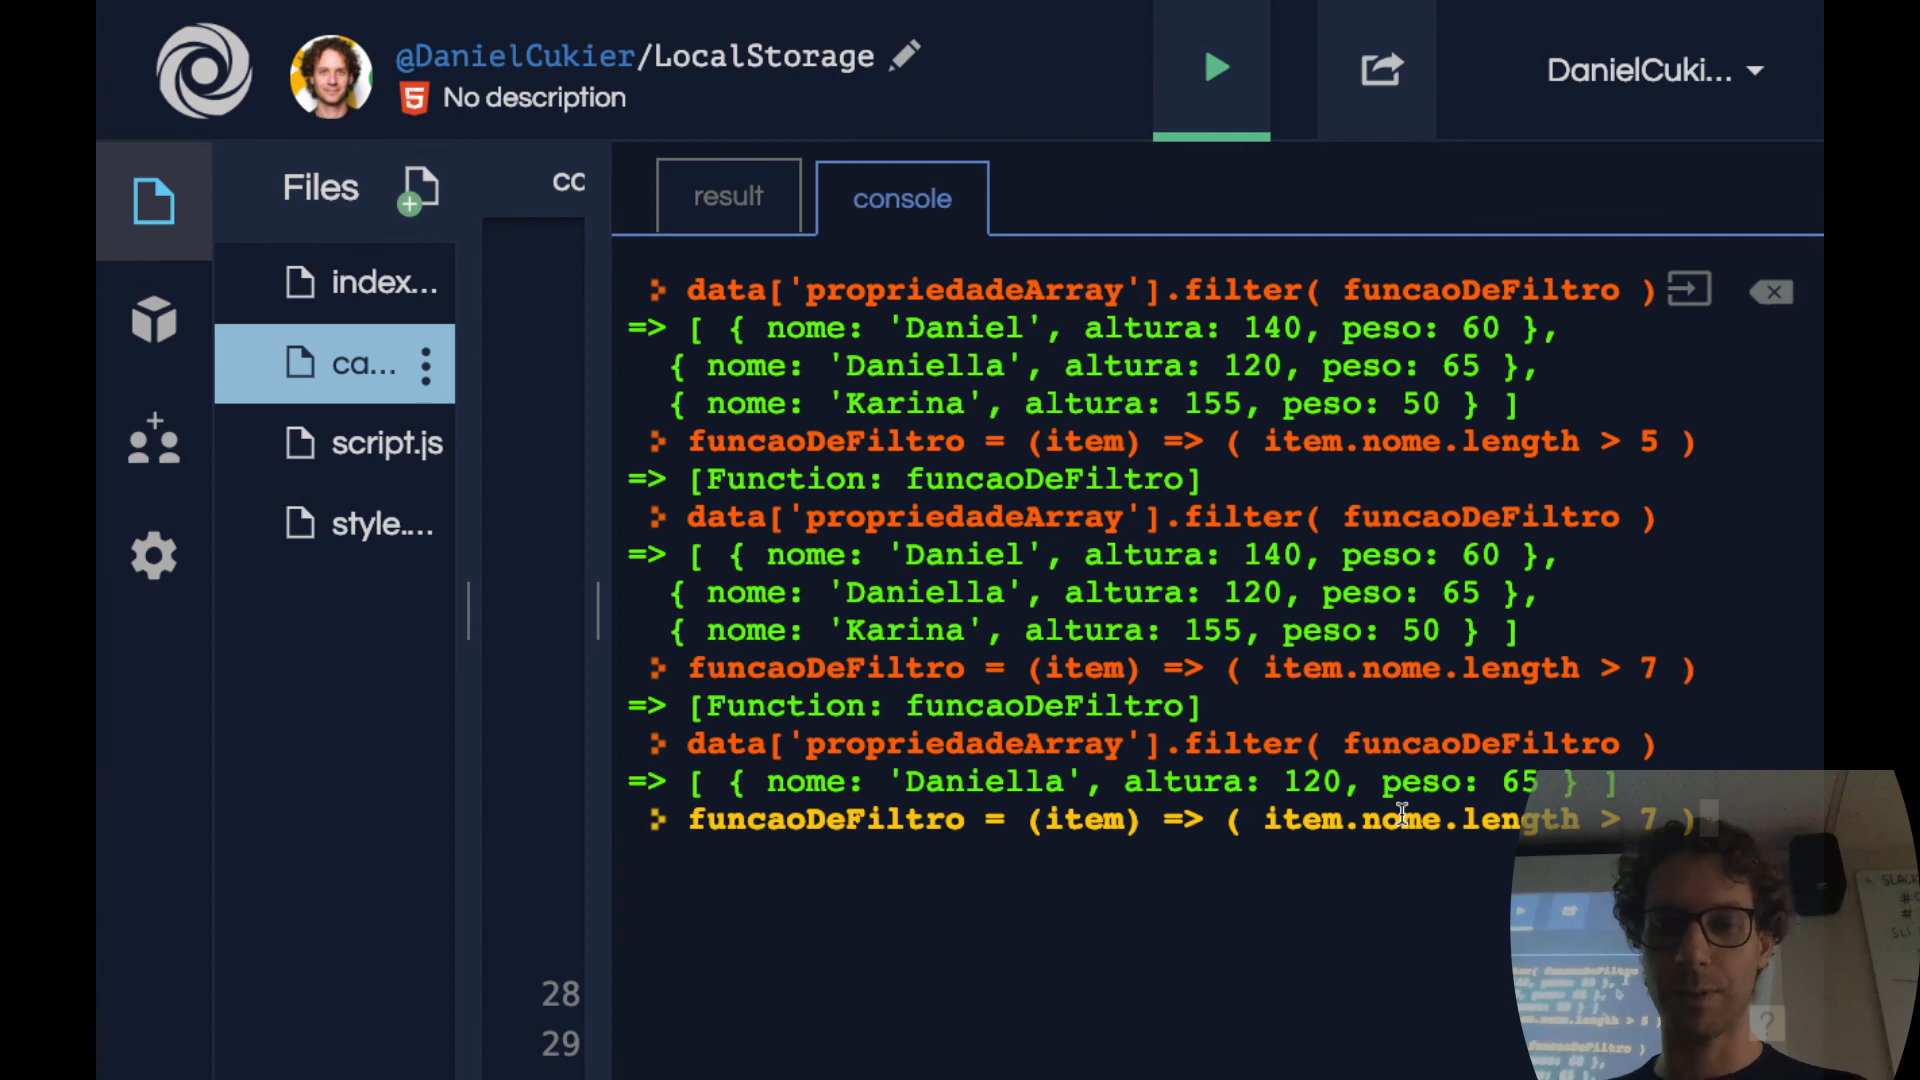 @DanielCukier/LocalStorage
No description
DanielCuki...
Files
co
result
console
index...
ca...
script.js
style....
data['propriedadeArray'].filter( funcaoDeFiltro )
=> [ { nome: 'Daniel', altura: 140, peso: 60 },
{ nome: 'Daniella', altura: 120, peso: 65 },
{ nome: 'Karina', altura: 155, peso: 50 } ]
funcaoDeFiltro = (item) => ( item.nome.length > 5 )
=> [Function: funcaoDeFiltro]
data['propriedadeArray'].filter( funcaoDeFiltro )
=> [ { nome: 'Daniel', altura: 140, peso: 60 },
{ nome: 'Daniella', altura: 120, peso: 65 },
{ nome: 'Karina', altura: 155, peso: 50 } ]
funcaoDeFiltro = (item) => ( item.nome.length > 7 )
=> [Function: funcaoDeFiltro]
data['propriedadeArray'].filter( funcaoDeFiltro )
=> [ { nome: 'Daniella', altura: 120, peso: 65 } ]
funcaoDeFiltro = (item) => ( item.nome.length > 7 )
28
29
?